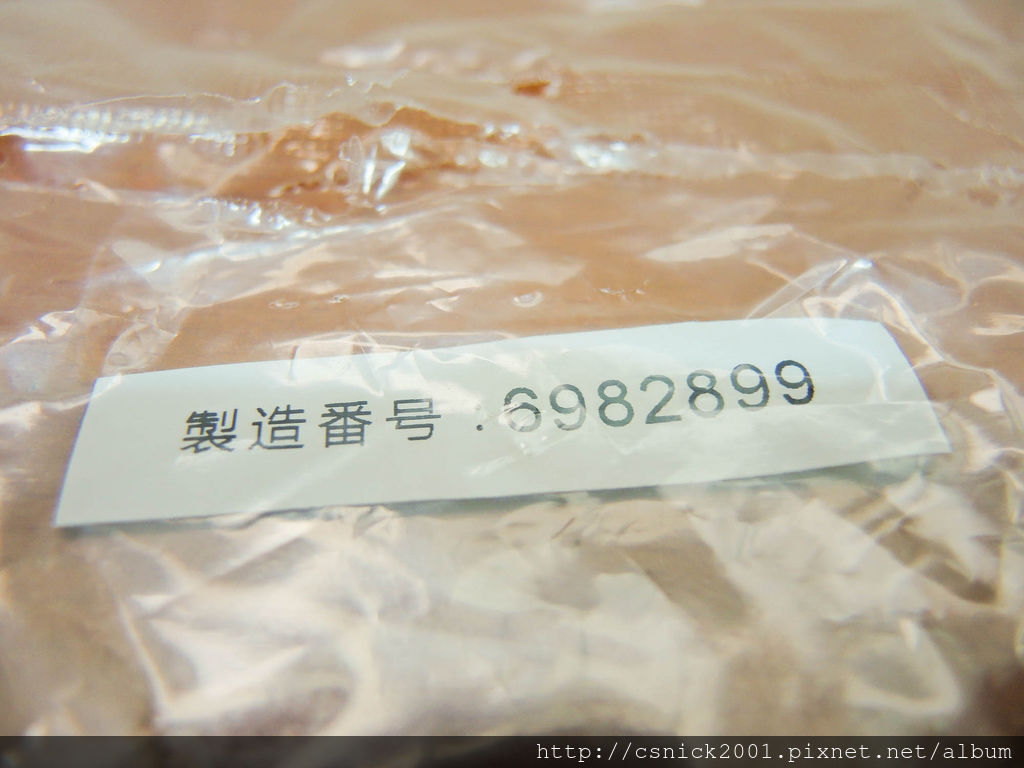 製造番号 :6982899
http://csnick2001.pixnet.net/album